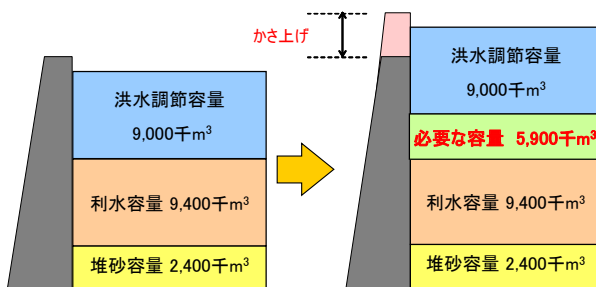 洪水調節容量
9,000千m³
利水容量 9,400千m³
堆砂容量 2,400千m³
かさ上げ
洪水調節容量
9,000千m³
必要な容量 5,900千m³
利水容量 9,400千m³
堆砂容量 2,400千m³